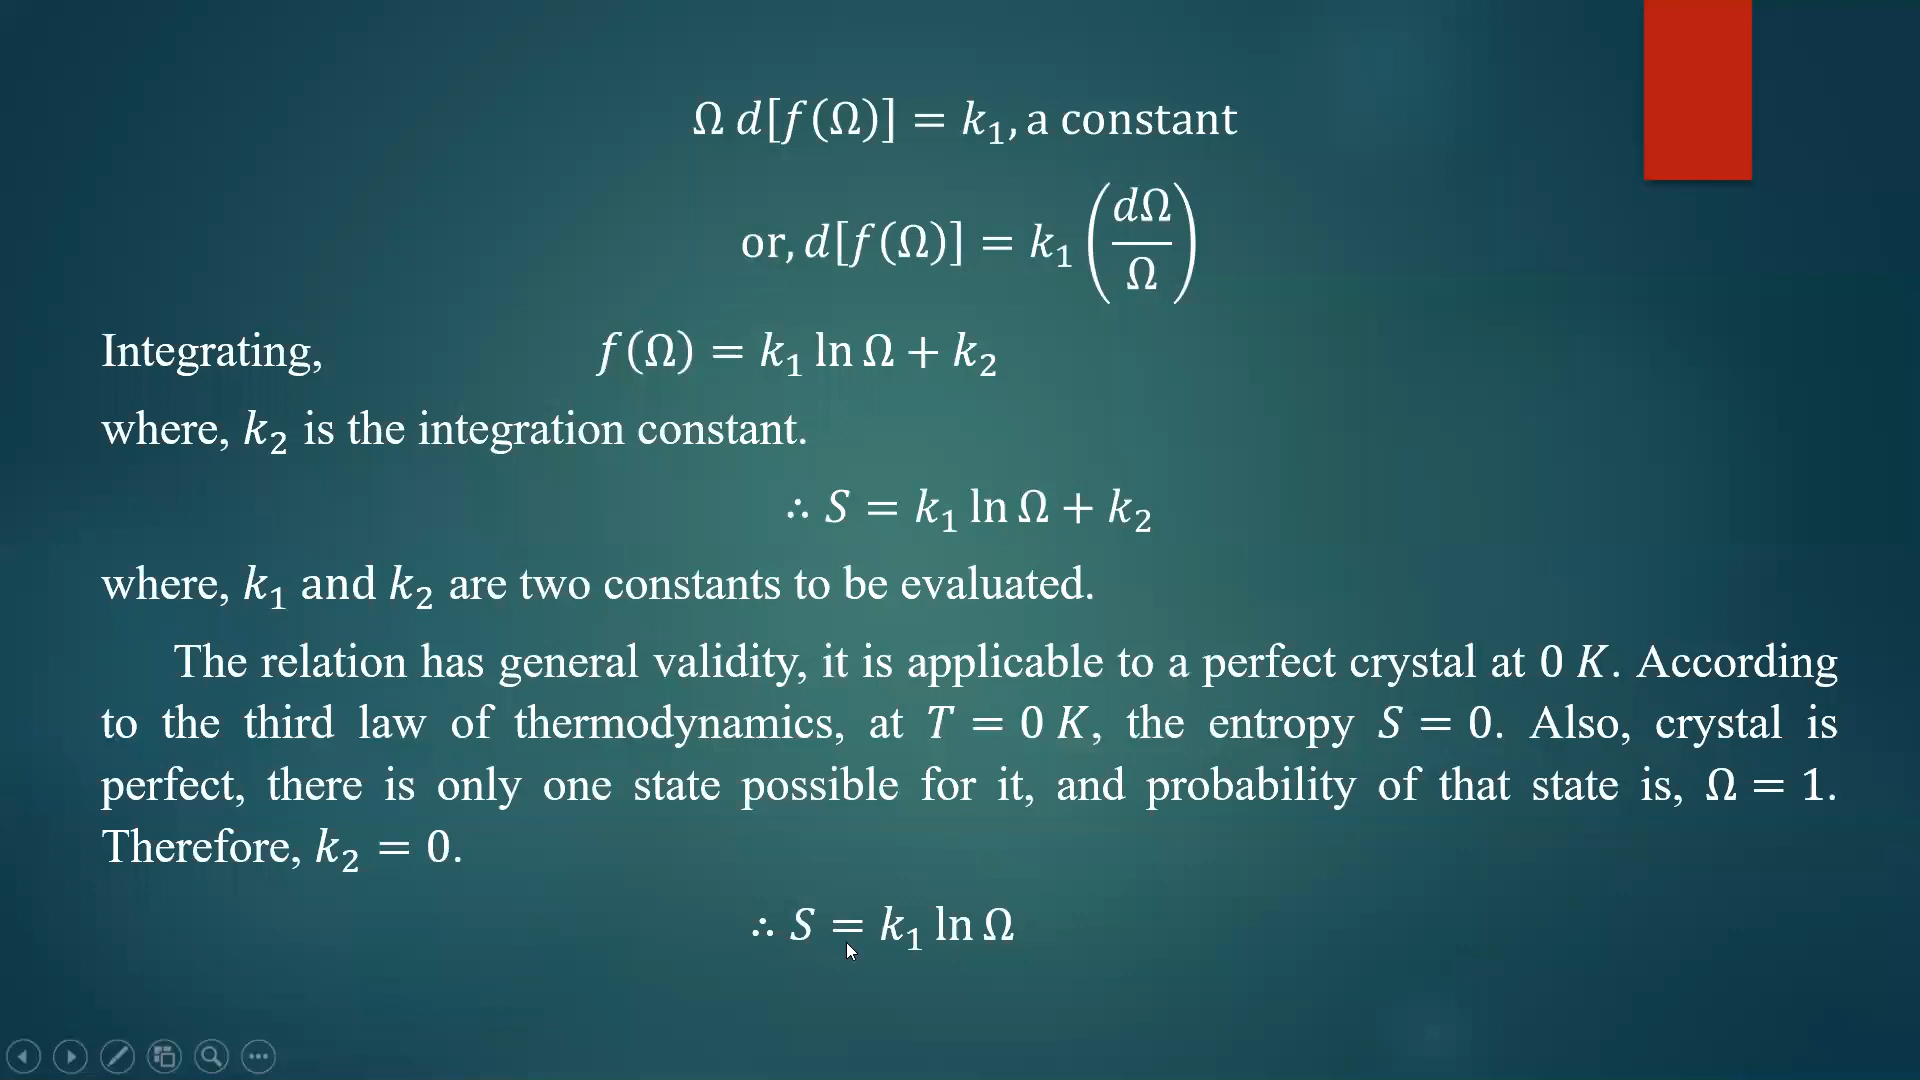 Ω d[f(Ω)] = k₁, a constant
or, d[f(Ω)] = k₁ (dΩ/Ω)
Integrating, f(Ω) = k₁ ln Ω + k₂
where, k₂ is the integration constant.
∴ S = k₁ ln Ω + k₂
where, k₁ and k₂ are two constants to be evaluated.
The relation has general validity, it is applicable to a perfect crystal at 0 K. According
to the third law of thermodynamics, at T = 0 K, the entropy S = 0. Also, crystal is
perfect, there is only one state possible for it, and probability of that state is, Ω = 1.
Therefore, k₂ = 0.
∴ S = k₁ ln Ω